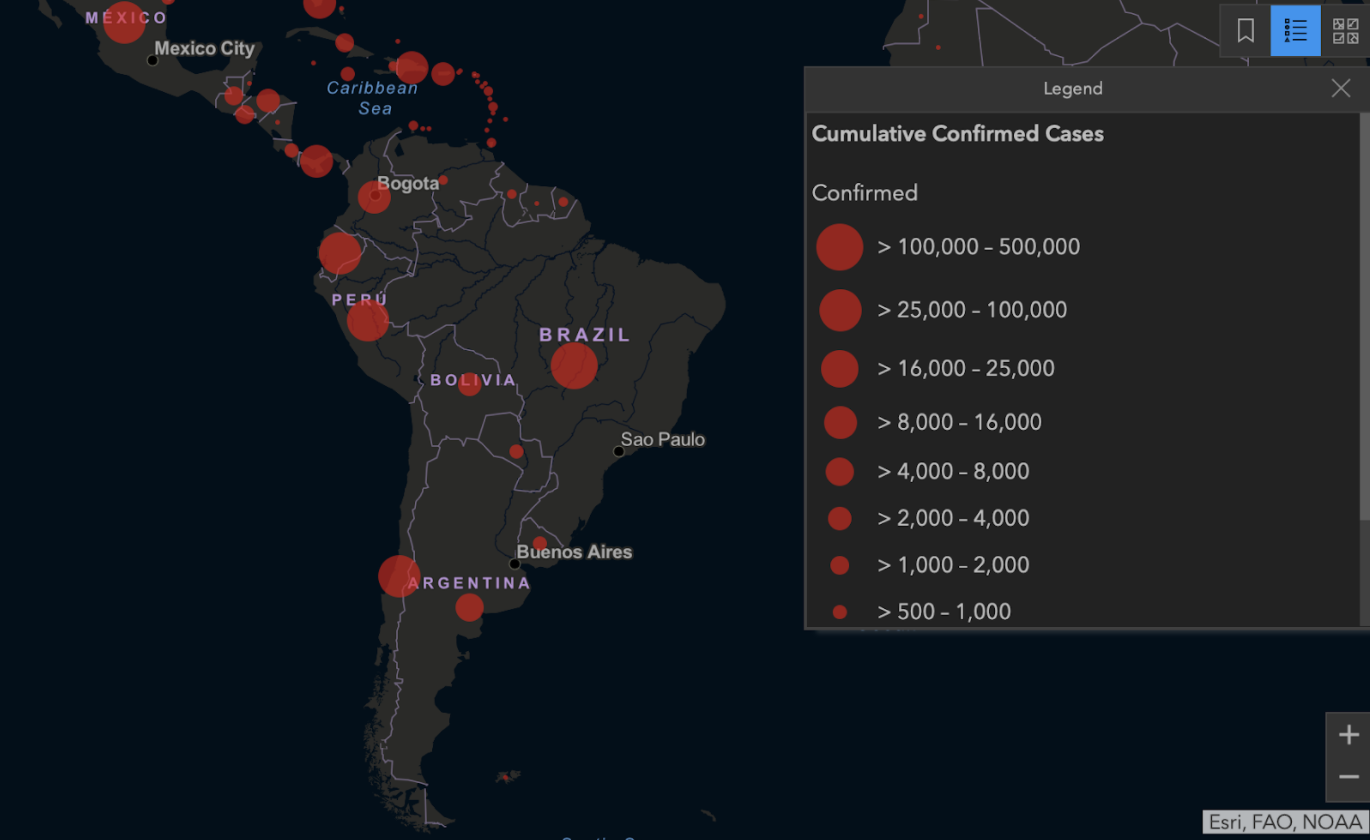 MÉXICO
Mexico City
Caribbean
Sea
Legend
Cumulative Confirmed Cases
Bogota
Confirmed
> 100,000 – 500,000
PERÚ
> 25,000 – 100,000
BRAZIL
> 16,000 – 25,000
BOLIVIA
> 8,000 – 16,000
Sao Paulo
> 4,000 – 8,000
> 2,000 – 4,000
Buenos Aires
> 1,000 – 2,000
ARGENTINA
> 500 – 1,000
+
−
Esri, FAO, NOAA